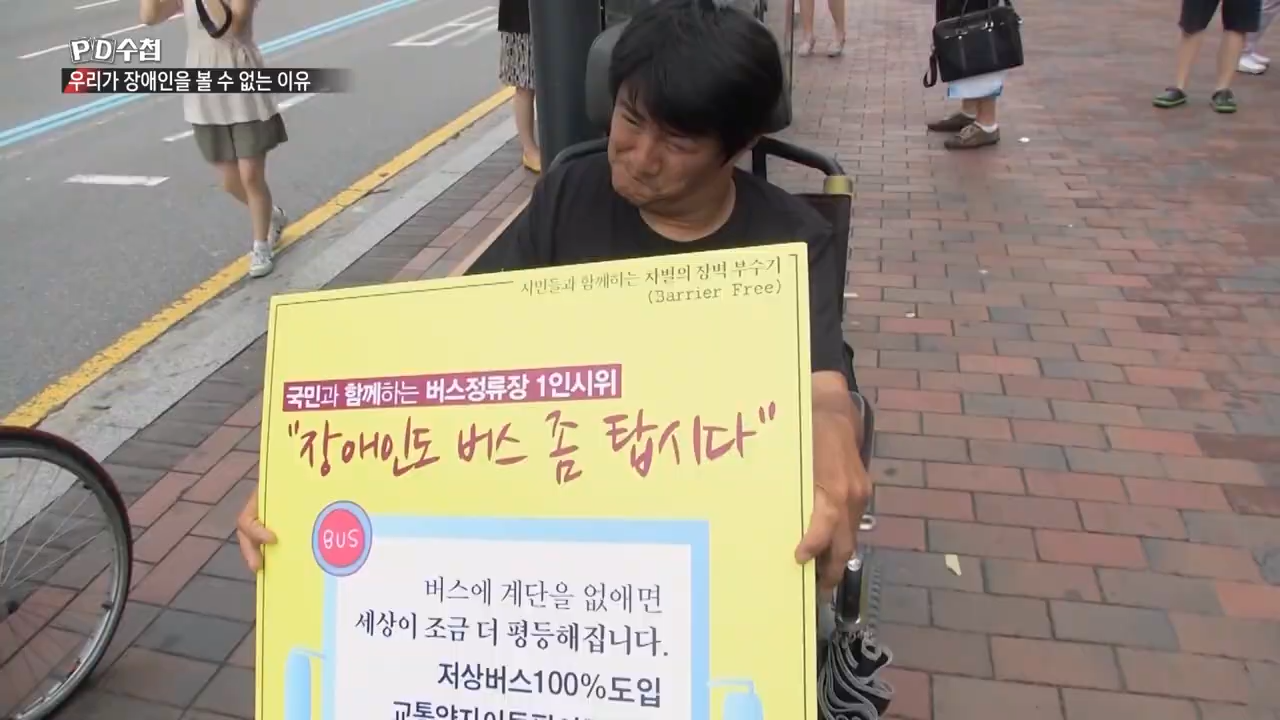 PD수첩
우리가 장애인을 볼 수 없는 이유
시민들과 함께하는 차별의 장벽 부수기
(Barrier Free)
국민과 함께하는 버스정류장 1인시위
"장애인도 버스 좀 탑시다"
BUS
버스에 계단을 없애면
세상이 조금 더 평등해집니다.
저상버스100%도입